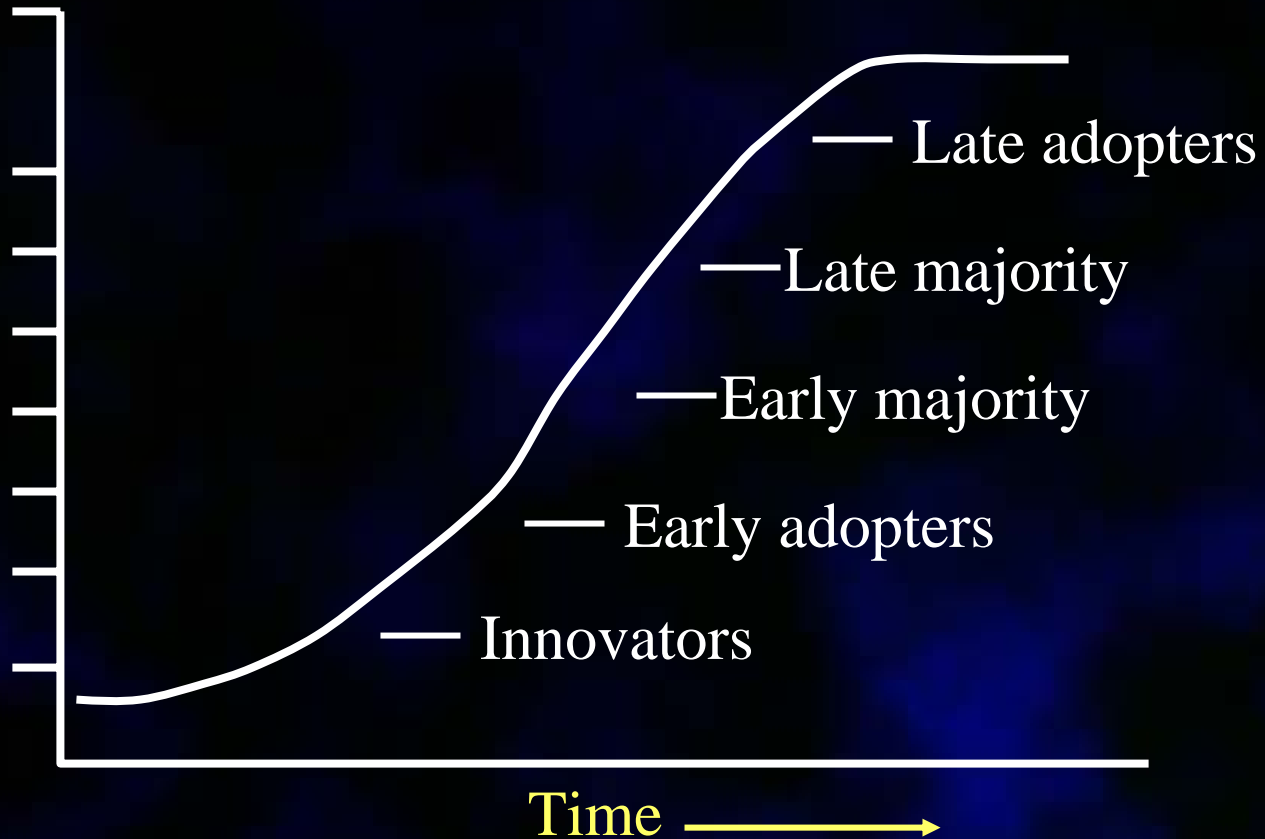 Late adopters
Late majority
Early majority
Early adopters
Innovators
Time